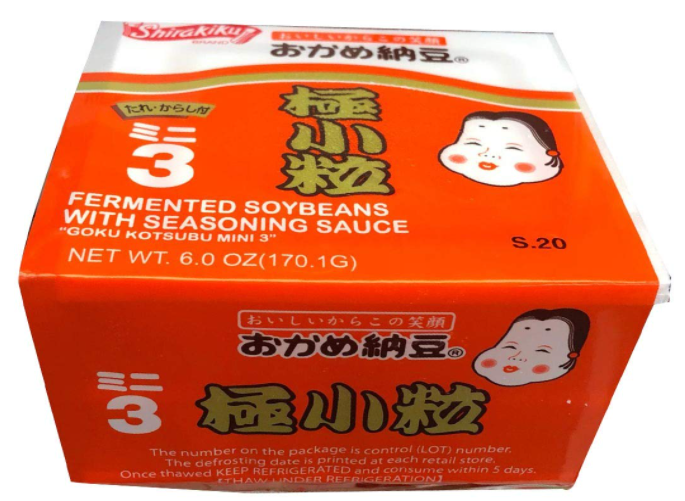 Shirakiku
BRAND
おいしいからこの笑顔
おかめ納豆®
たれ・からし付
ミニ
3
極小粒
FERMENTED SOYBEANS
WITH SEASONING SAUCE
"GOKU KOTSUBU MINI 3"
NET WT. 6.0 OZ(170.1G)
S.20
おいしいからこの笑顔
おかめ納豆®
ミニ
3
極小粒
The number on the package is control (LOT) number.
The defrosting date is printed at each retail store.
Once thawed KEEP REFRIGERATED and consume within 5 days.
[THAW UNDER REFRIGERATION]